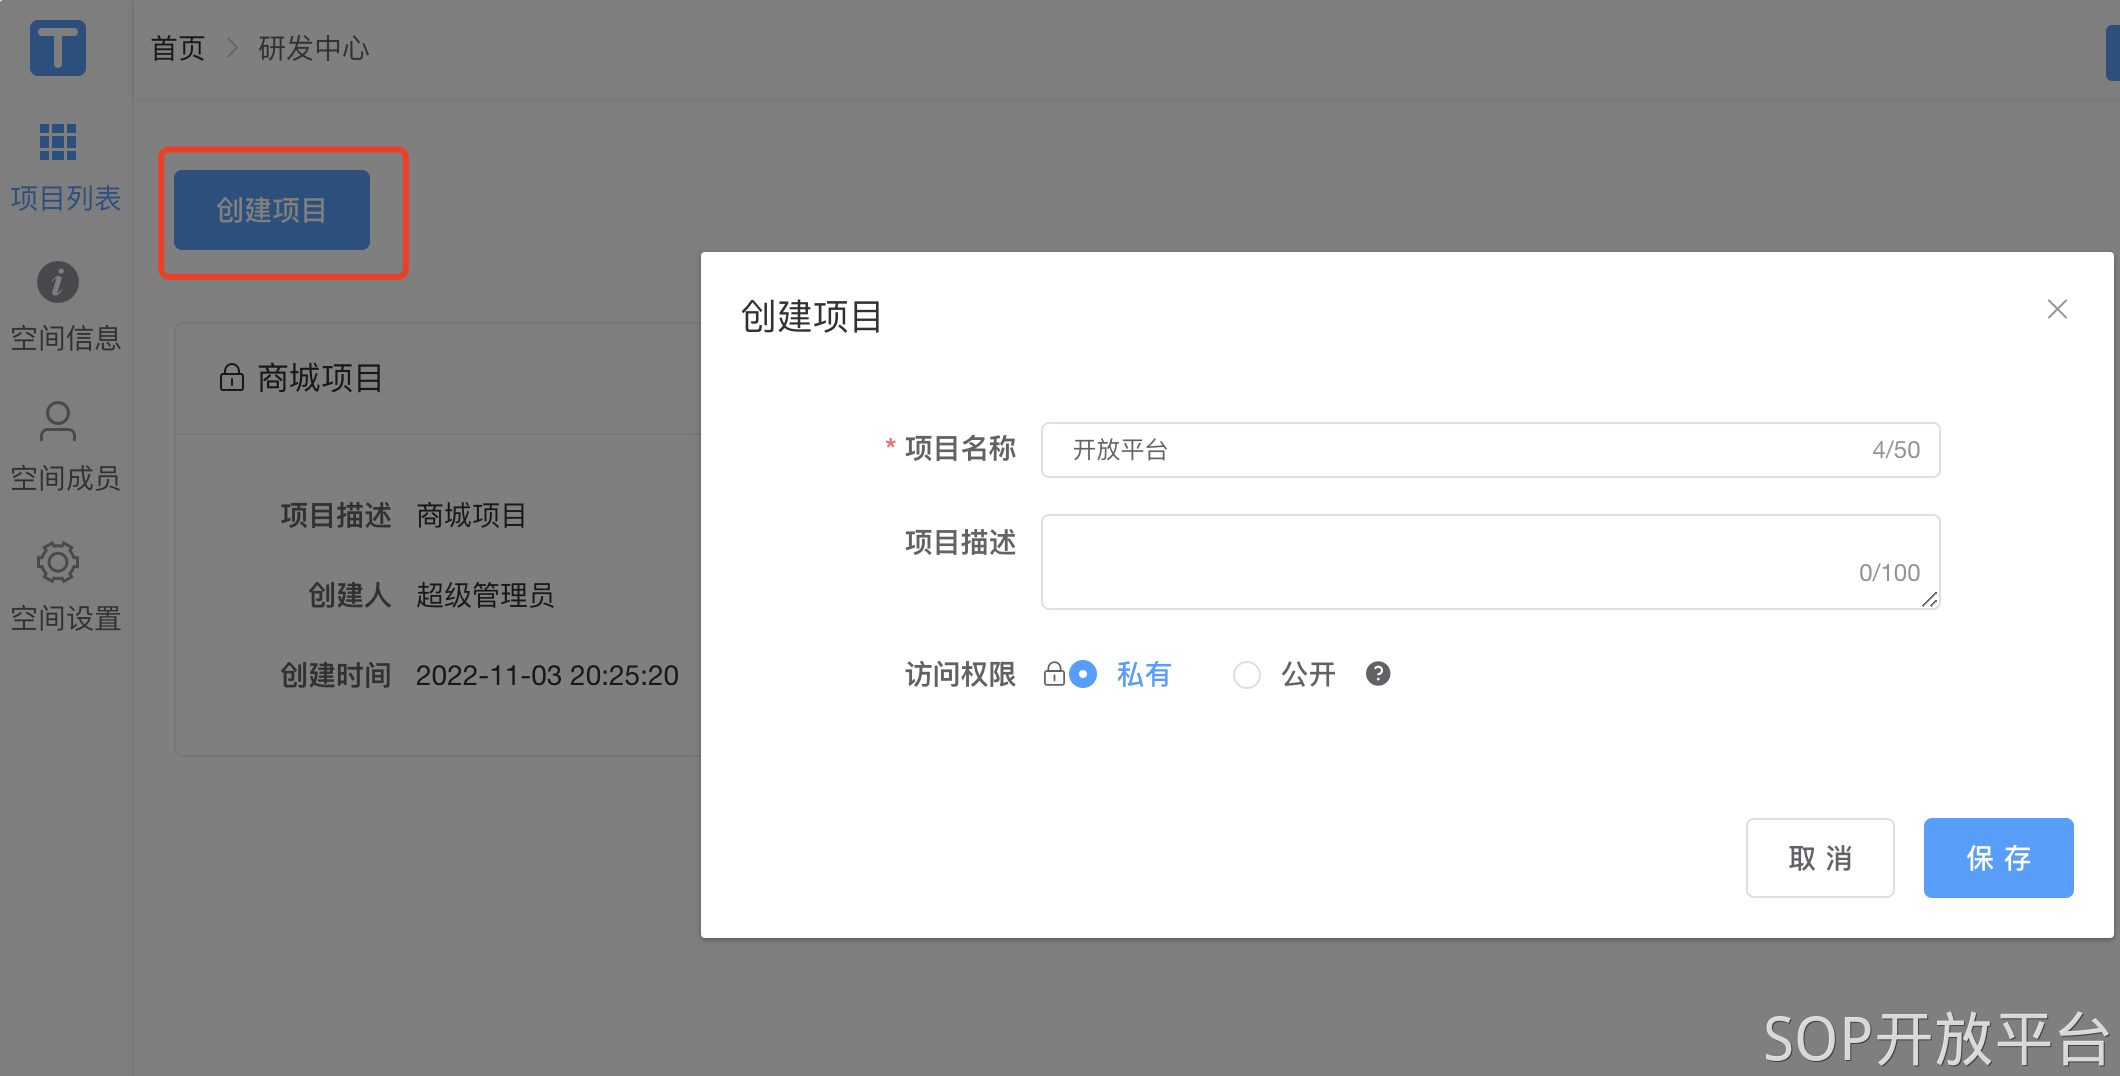 T
首页 > 研发中心
项目列表
空间信息
空间成员
空间设置
创建项目
商城项目
项目描述 商城项目
创建人 超级管理员
创建时间 2022-11-03 20:25:20
创建项目
* 项目名称 开放平台 4/50
项目描述 0/100
访问权限 私有 公开 ?
取 消 保 存
SOP开放平台